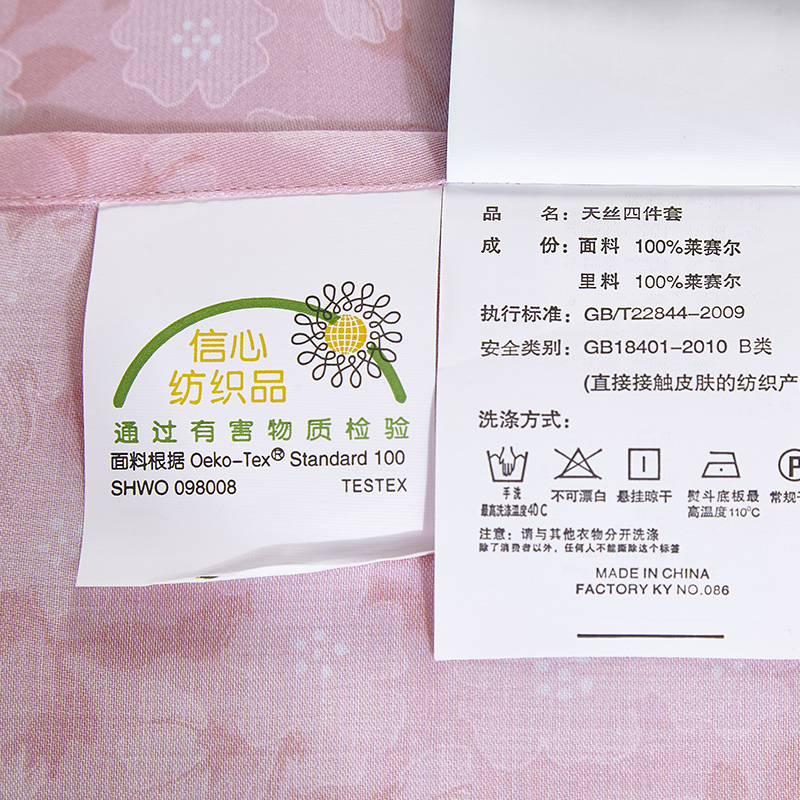 信心
纺织品
通过有害物质检验
面料根据 Oeko-Tex® Standard 100
SHWO 098008 TESTEX
品 名：天丝四件套
成 份：面料 100%莱赛尔
里料 100%莱赛尔
执行标准：GB/T22844-2009
安全类别：GB18401-2010 B类
(直接接触皮肤的纺织产
洗涤方式：
手洗
最高洗涤温度40C
不可漂白
悬挂晾干
熨斗底板最
高温度110℃
P
常规干
注意：请与其他衣物分开洗涤
除了消费者以外，任何人不能撕除这个标签
MADE IN CHINA
FACTORY KY NO.086